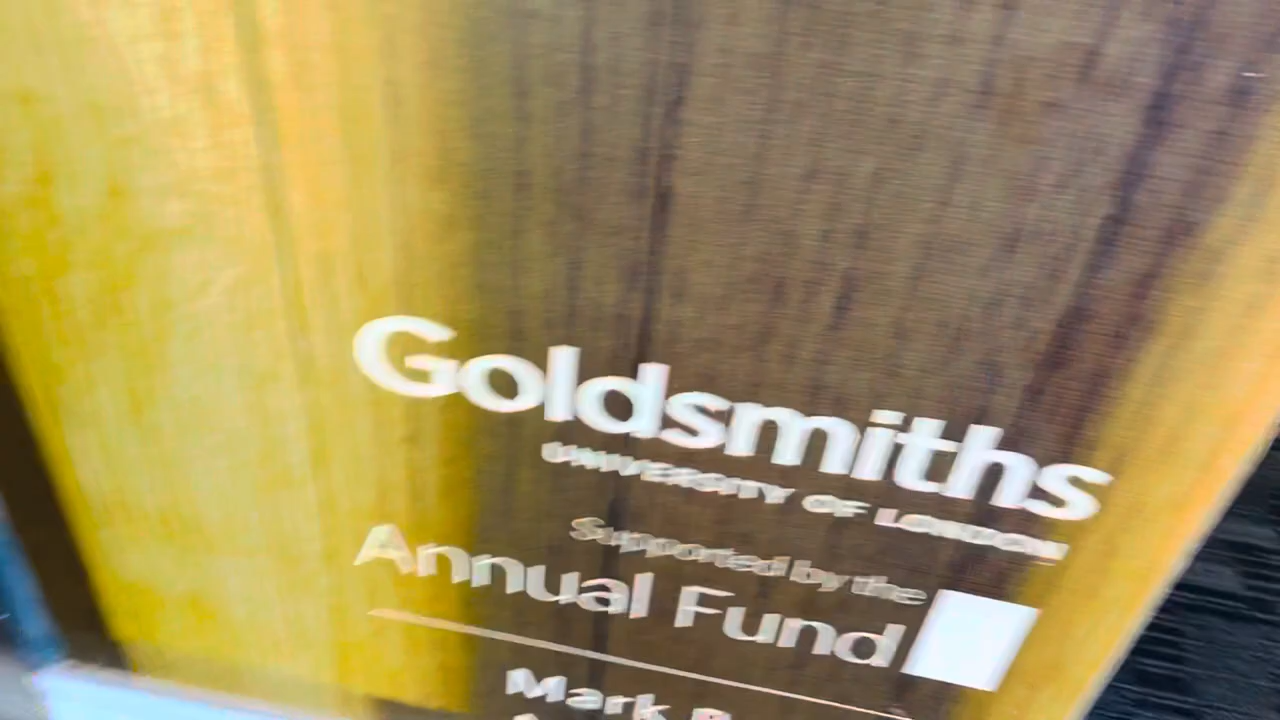 Goldsmiths
UNIVERSITY OF LONDON
Supported by the
Annual Fund
Mark